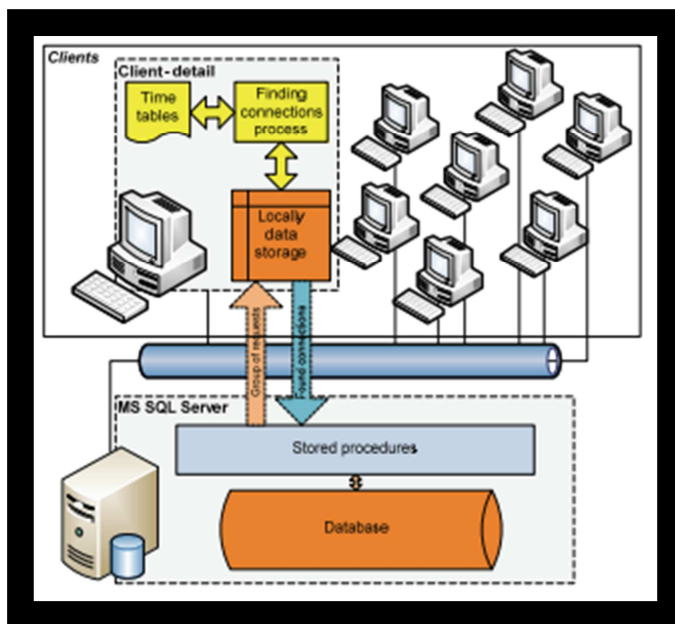 Clients
Client-detail
Time
tables
Finding
connections
process
Locally
data
storage
Group of requests
Found connections
MS SQL Server
Stored procedures
Database